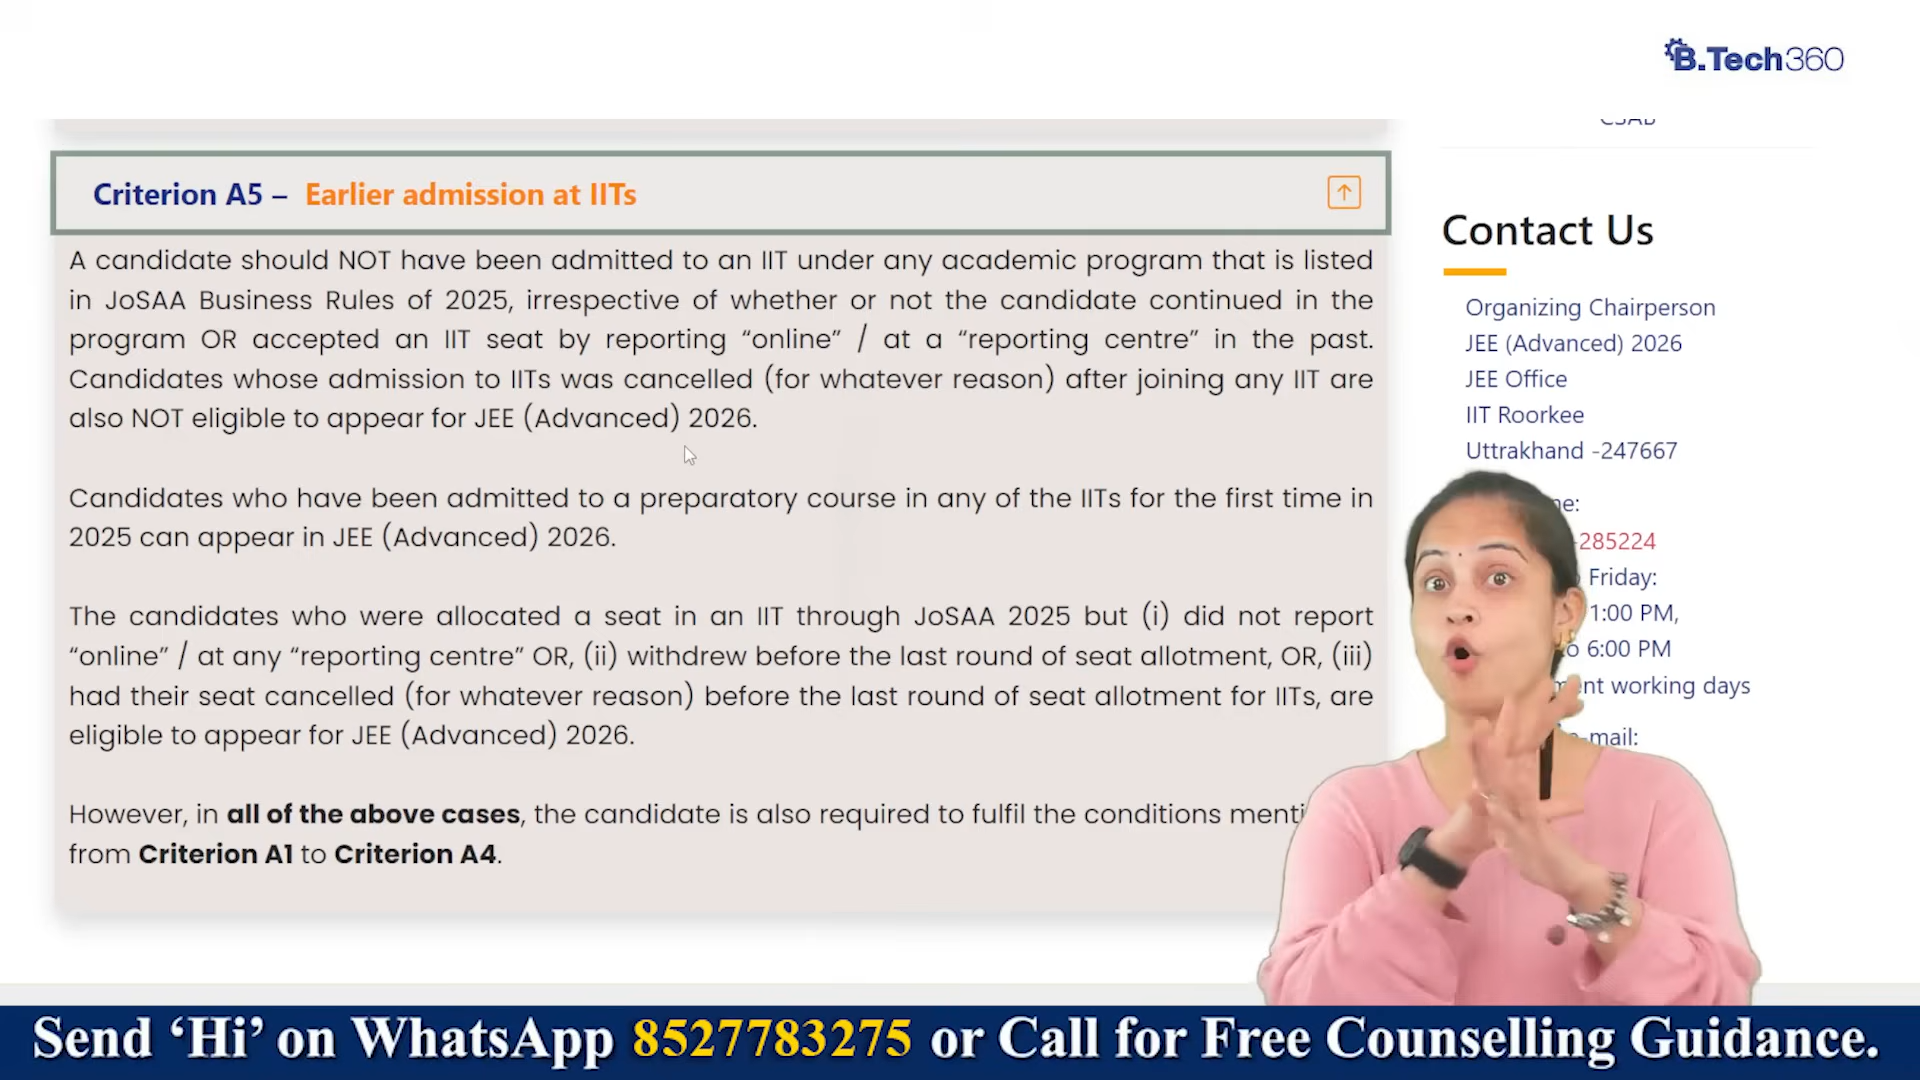 B.Tech360
CSAB
Criterion A5 – Earlier admission at IITs
A candidate should NOT have been admitted to an IIT under any academic program that is listed
in JoSAA Business Rules of 2025, irrespective of whether or not the candidate continued in the
program OR accepted an IIT seat by reporting “online” / at a “reporting centre” in the past.
Candidates whose admission to IITs was cancelled (for whatever reason) after joining any IIT are
also NOT eligible to appear for JEE (Advanced) 2026.
Candidates who have been admitted to a preparatory course in any of the IITs for the first time in
2025 can appear in JEE (Advanced) 2026.
The candidates who were allocated a seat in an IIT through JoSAA 2025 but (i) did not report
“online” / at any “reporting centre” OR, (ii) withdrew before the last round of seat allotment, OR, (iii)
had their seat cancelled (for whatever reason) before the last round of seat allotment for IITs, are
eligible to appear for JEE (Advanced) 2026.
However, in all of the above cases, the candidate is also required to fulfil the conditions menti
from Criterion A1 to Criterion A4.
Contact Us
Organizing Chairperson
JEE (Advanced) 2026
JEE Office
IIT Roorkee
Uttrakhand -247667
ne:
-285224
Friday:
1:00 PM,
o 6:00 PM
ment working days
e-mail:
Send ‘Hi’ on WhatsApp 8527783275 or Call for Free Counselling Guidance.